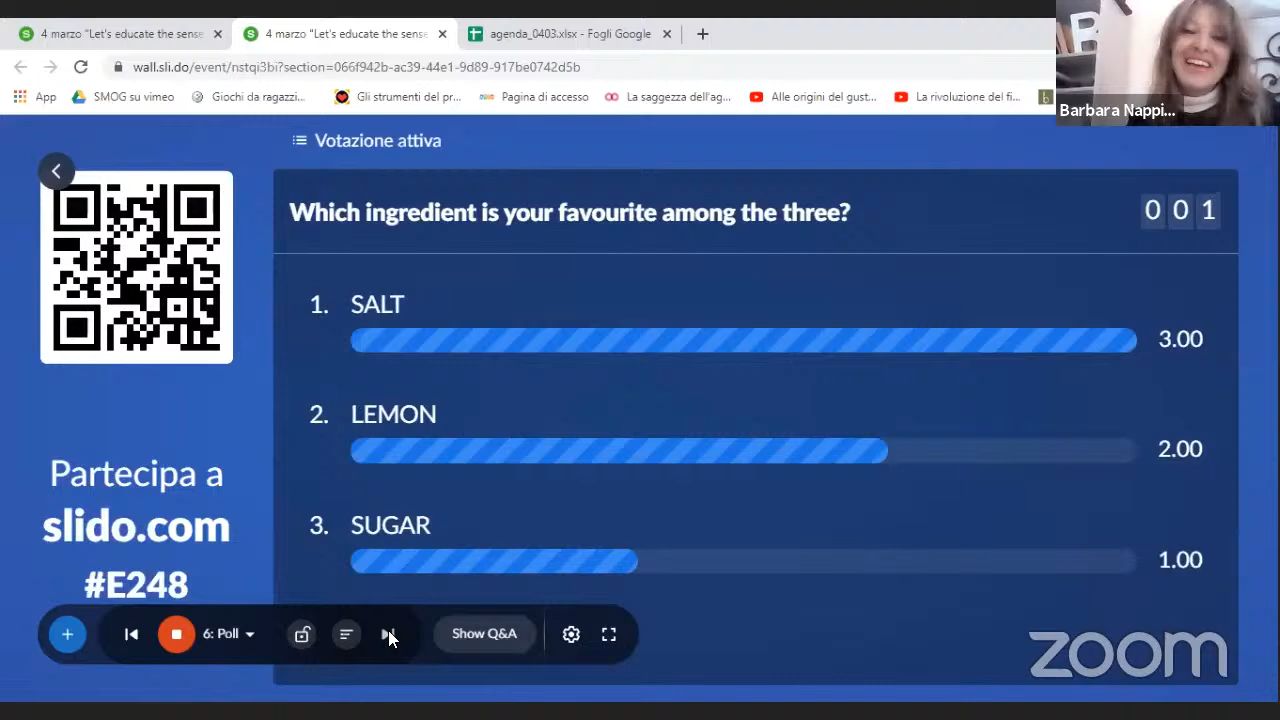 4 marzo "Let's educate the sense
4 marzo "Let's educate the sense
agenda_0403.xlsx - Fogli Google
wall.sli.do/event/nstqi3bi?section=066f942b-ac39-44e1-9d89-917be0742d5b
App SMOG su vimeo Giochi da ragazzi... Gli strumenti del pr... Pagina di accesso La saggezza dell'ag... Alle origini del gust... La rivoluzione del fi...
Barbara Nappi...
Votazione attiva
Which ingredient is your favourite among the three?
001
1. SALT
3.00
2. LEMON
2.00
3. SUGAR
1.00
Partecipa a
slido.com
#E248
6: Poll
Show Q&A
zoom